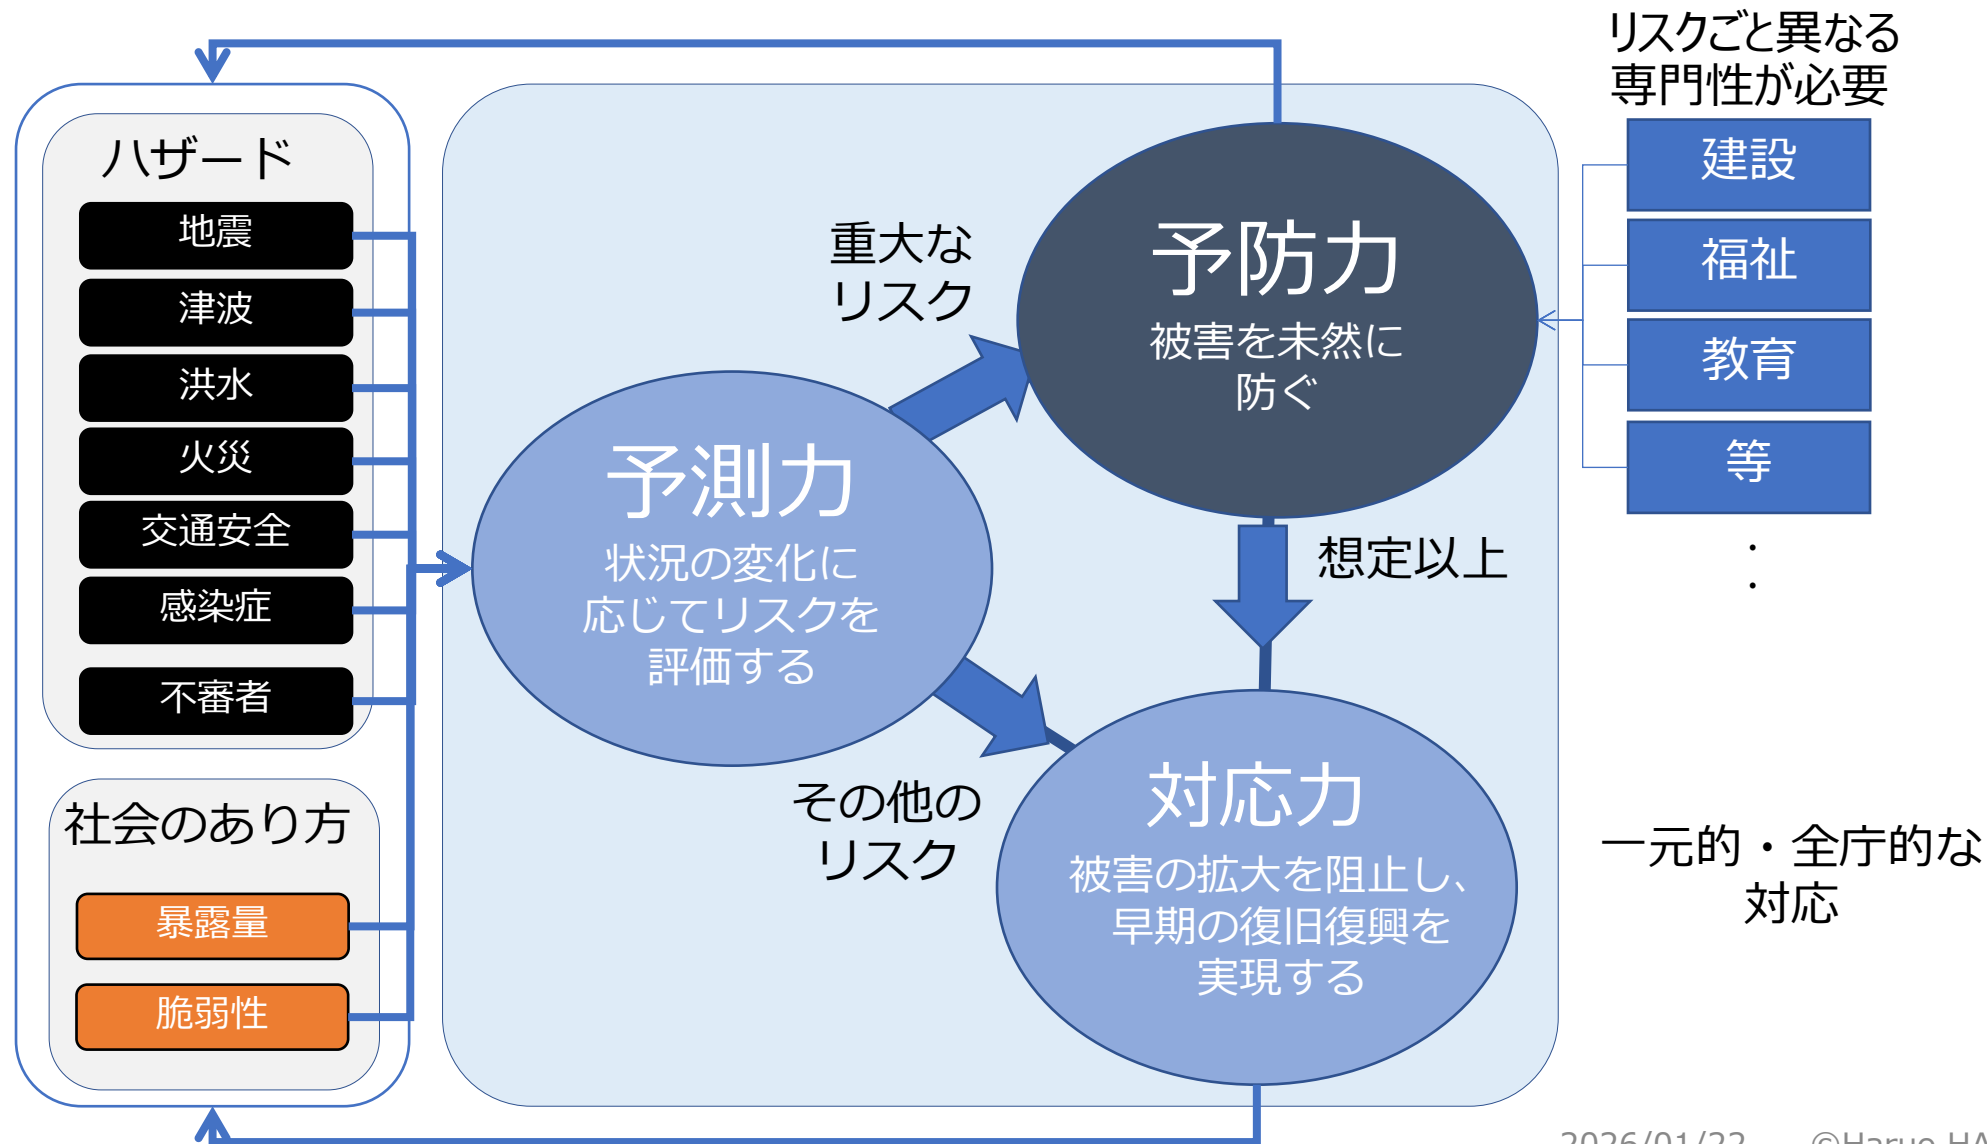 リスクごと異なる
専門性が必要
建設
福祉
教育
等
・
・
ハザード
地震
津波
洪水
火災
交通安全
感染症
不審者
社会のあり方
暴露量
脆弱性
重大な
リスク
予防力
被害を未然に
防ぐ
予測力
状況の変化に
応じてリスクを
評価する
想定以上
その他の
リスク
対応力
被害の拡大を阻止し、
早期の復旧復興を
実現する
一元的・全庁的な
対応
2026/01/22 ©Haruo HA